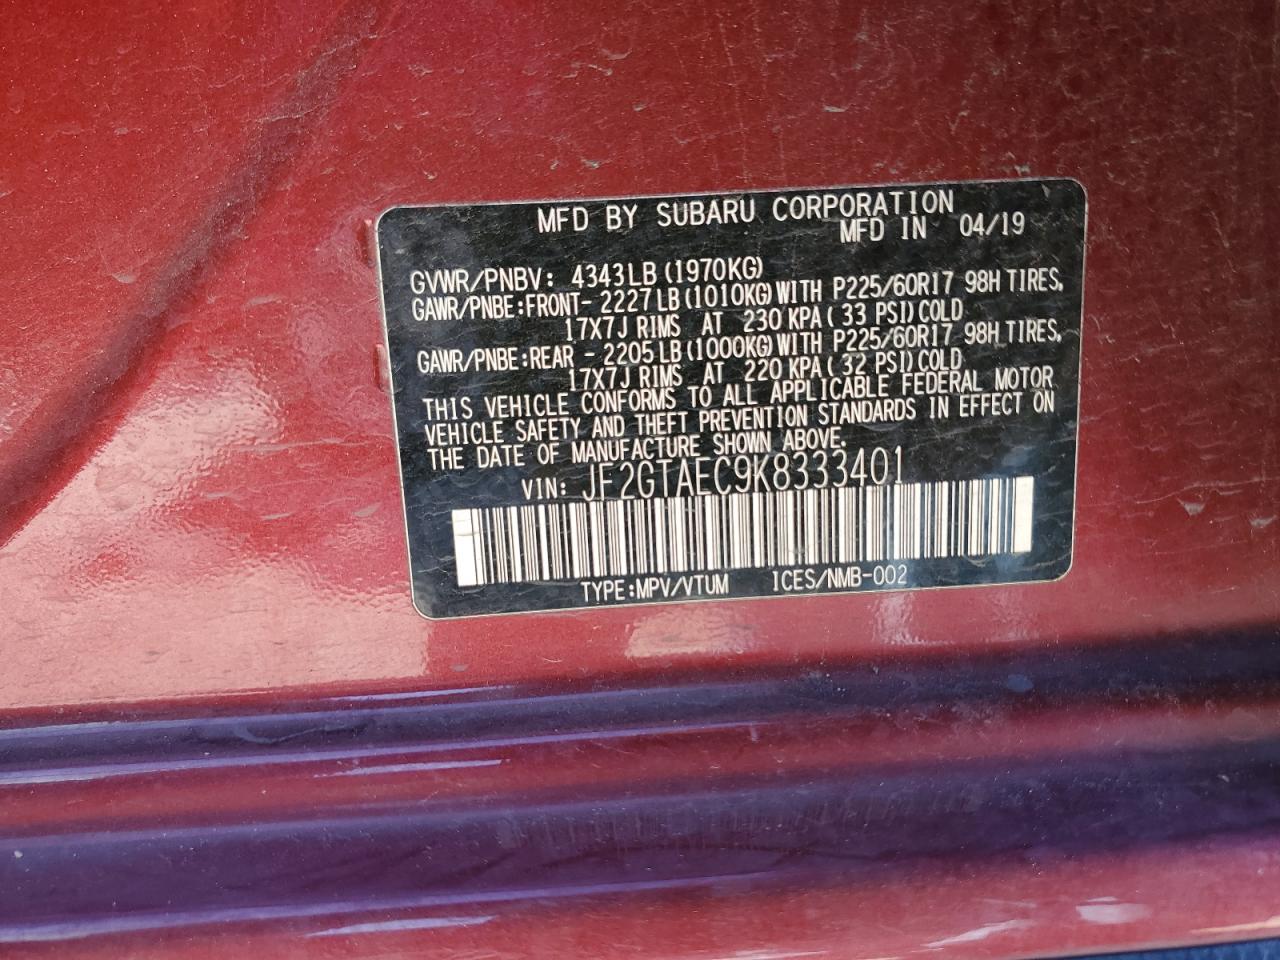 MFD BY SUBARU CORPORATION
MFD IN 04/19
GVWR/PNBV: 4343LB(1970KG)
GAWR/PNBE:FRONT-2227LB(1010KG)WITH P225/60R17 98H TIRES,
17X7J RIMS AT 230 KPA( 33 PSI)COLD
GAWR/PNBE:REAR -2205LB(1000KG)WITH P225/60R17 98H TIRES,
17X7J RIMS AT 220 KPA( 32 PSI)COLD
THIS VEHICLE CONFORMS TO ALL APPLICABLE FEDERAL MOTOR
VEHICLE SAFETY AND THEFT PREVENTION STANDARDS IN EFFECT ON
THE DATE OF MANUFACTURE SHOWN ABOVE.
VIN: JF2GTAEC9K8333401
TYPE:MPV/VTUM ICES/NMB-002